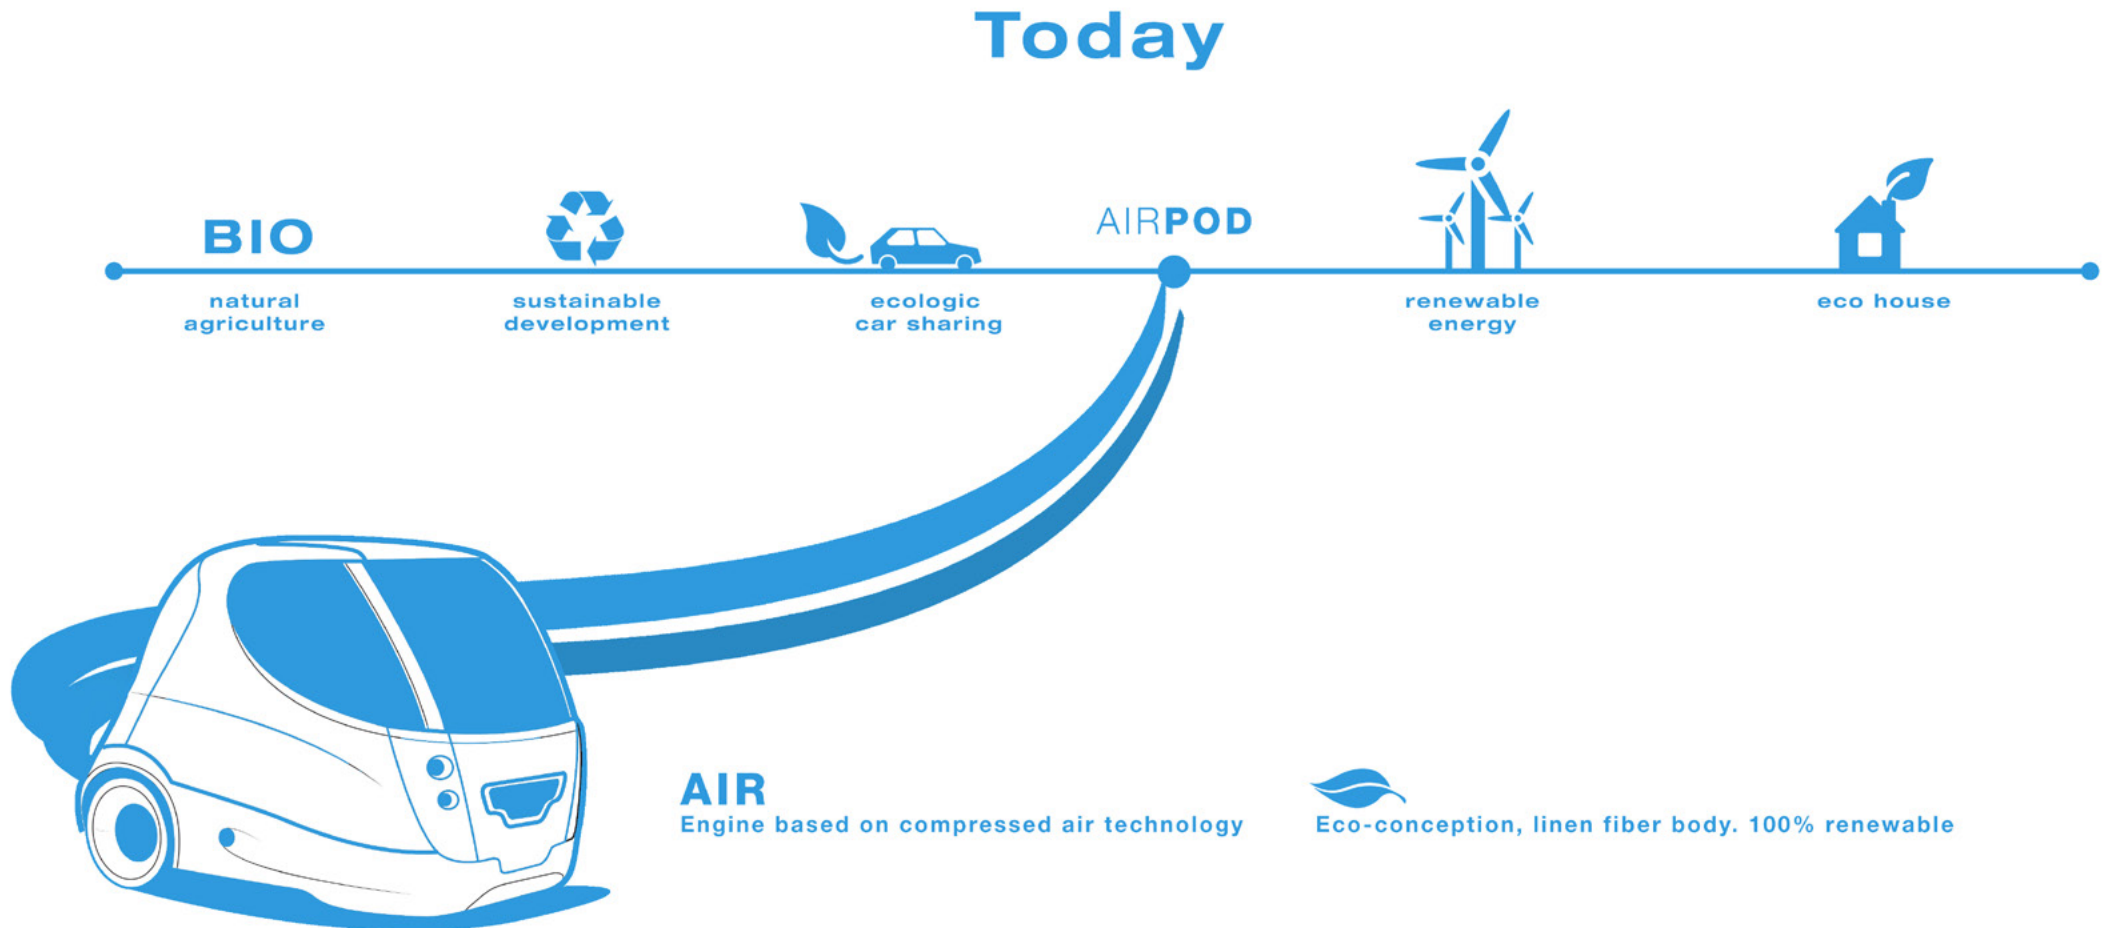 Today
BIO
AIRPOD
natural
agriculture
sustainable
development
ecologic
car sharing
renewable
energy
eco house
AIR
Engine based on compressed air technology
Eco-conception, linen fiber body. 100% renewable